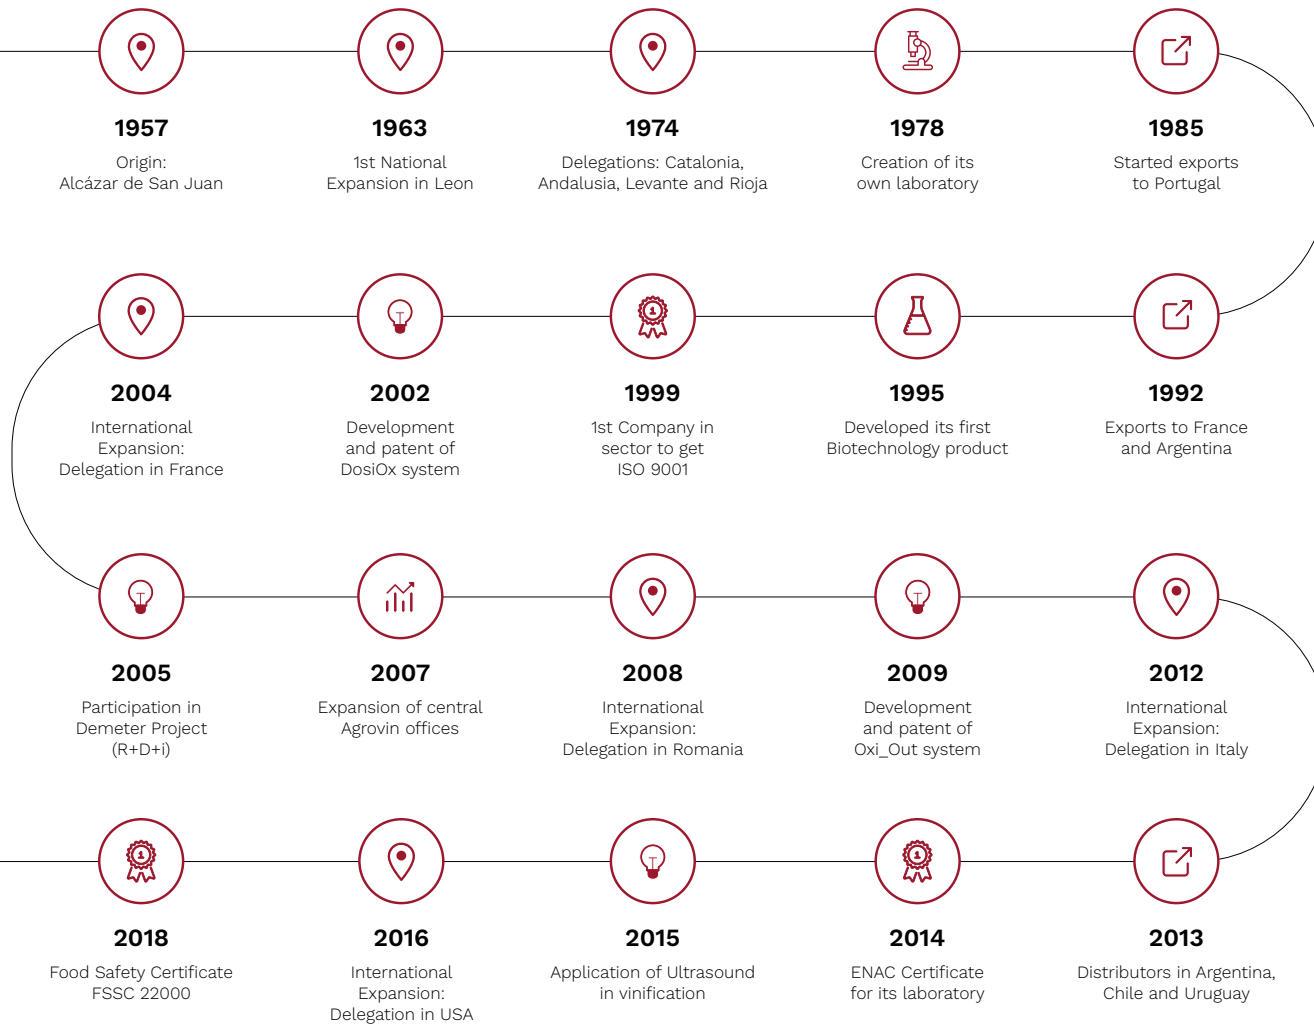 1957
Origin:
Alcázar de San Juan
1963
1st National
Expansion in Leon
1974
Delegations: Catalonia,
Andalusia, Levante and Rioja
1978
Creation of its
own laboratory
1985
Started exports
to Portugal
1992
Exports to France
and Argentina
1995
Developed its first
Biotechnology product
1
1999
1st Company in
sector to get
ISO 9001
2002
Development
and patent of
DosiOx system
2004
International
Expansion:
Delegation in France
2005
Participation in
Demeter Project
(R+D+i)
2007
Expansion of central
Agrovin offices
2008
International
Expansion:
Delegation in Romania
2009
Development
and patent of
Oxi_Out system
2012
International
Expansion:
Delegation in Italy
2013
Distributors in Argentina,
Chile and Uruguay
1
2014
ENAC Certificate
for its laboratory
2015
Application of Ultrasound
in vinification
2016
International
Expansion:
Delegation in USA
1
2018
Food Safety Certificate
FSSC 22000